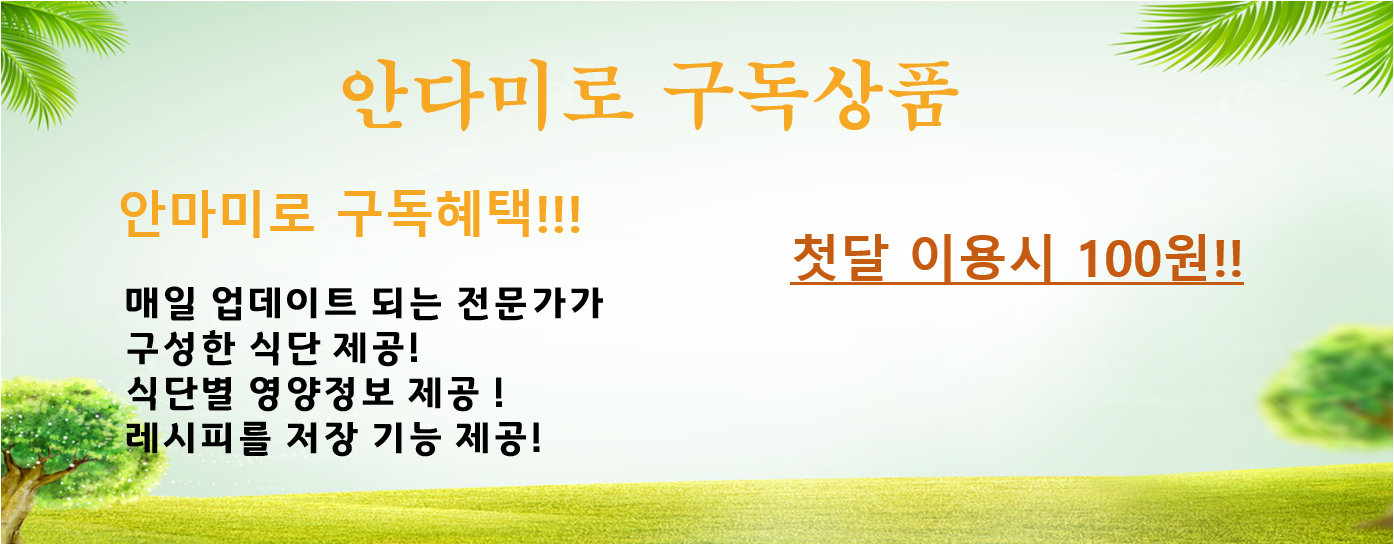 안다미로 구독상품
안마미로 구독혜택!!!
첫달 이용시 100원!!
매일 업데이트 되는 전문가가
구성한 식단 제공!
식단별 영양정보 제공 !
레시피를 저장 기능 제공!